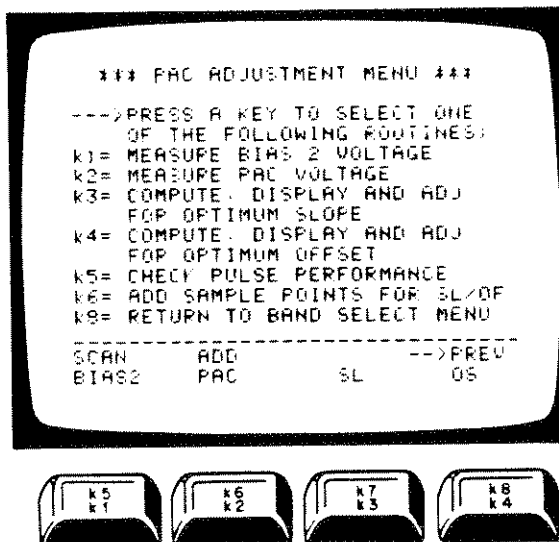 *** PAC ADJUSTMENT MENU ***
--->PRESS A KEY TO SELECT ONE
OF THE FOLLOWING ROUTINES:
k1= MEASURE BIAS 2 VOLTAGE
k2= MEASURE PAC VOLTAGE
k3= COMPUTE, DISPLAY AND ADJ
FOR OPTIMUM SLOPE
k4= COMPUTE, DISPLAY AND ADJ
FOR OPTIMUM OFFSET
k5= CHECK PULSE PERFORMANCE
k6= ADD SAMPLE POINTS FOR SL/OF
k8= RETURN TO BAND SELECT MENU
SCAN ADD -->PREV
BIAS2 PAC SL OS
k5 k6 k7 k8
k1 k2 k3 k4